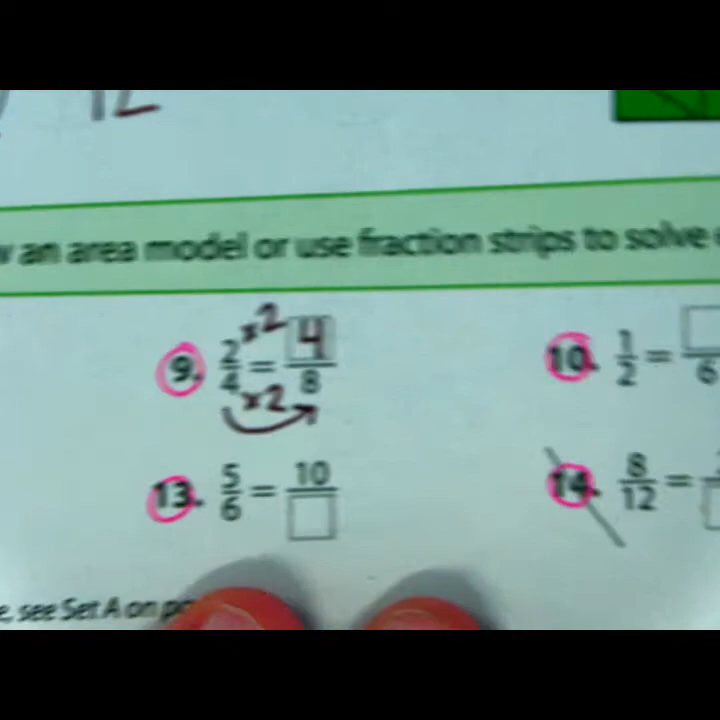 12
an area model or use fraction strips to solve
9. 2/4 = 4/8 ×2 ×2
10. 1/2 = □/6
13. 5/6 = 10/□
14. 8/12 =
e, see Set A on